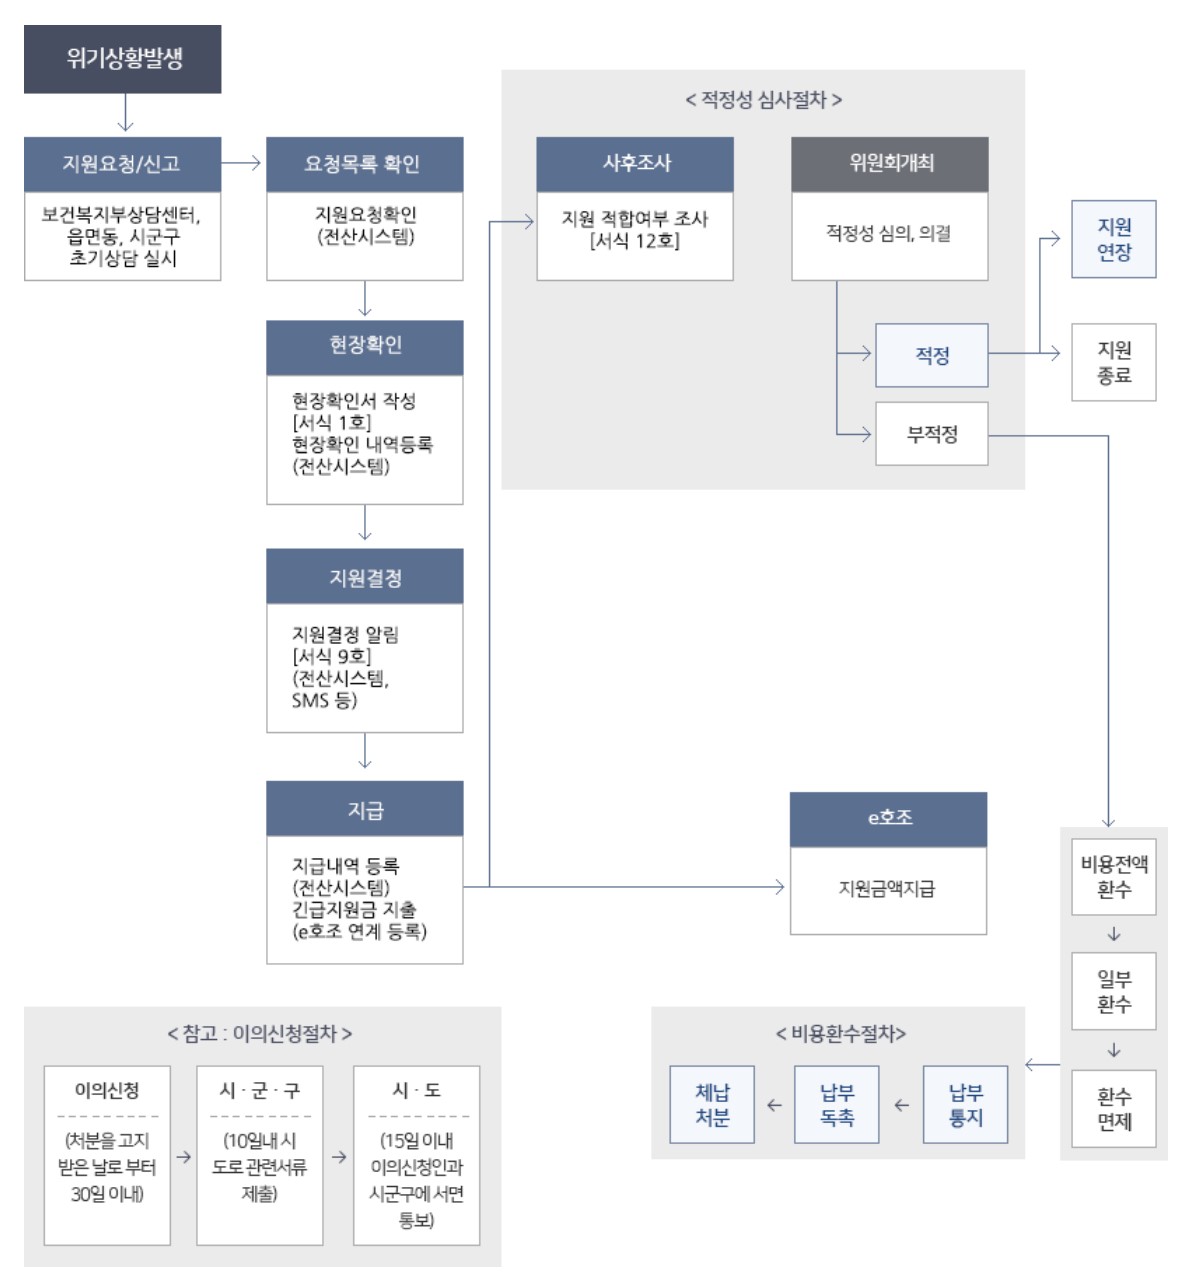 위기상황발생
지원요청/신고
보건복지부상담센터,
읍면동, 시군구
초기상담 실시
요청목록 확인
지원요청확인
(전산시스템)
현장확인
현장확인서 작성
[서식 1호]
현장확인 내역등록
(전산시스템)
지원결정
지원결정 알림
[서식 9호]
(전산시스템,
SMS 등)
지급
지급내역 등록
(전산시스템)
긴급지원금 지출
(e호조 연계 등록)
< 적정성 심사절차 >
사후조사
지원 적합여부 조사
[서식 12호]
위원회개최
적정성 심의, 의결
적정
부적정
지원
연장
지원
종료
e호조
지원금액지급
비용전액
환수
일부
환수
환수
면제
< 비용환수절차>
체납
처분
납부
독촉
납부
통지
< 참고 : 이의신청절차 >
이의신청
(처분을 고지
받은 날로 부터
30일 이내)
시 · 군 · 구
(10일내 시
도로 관련서류
제출)
시 · 도
(15일 이내
이의신청인과
시군구에 서면
통보)